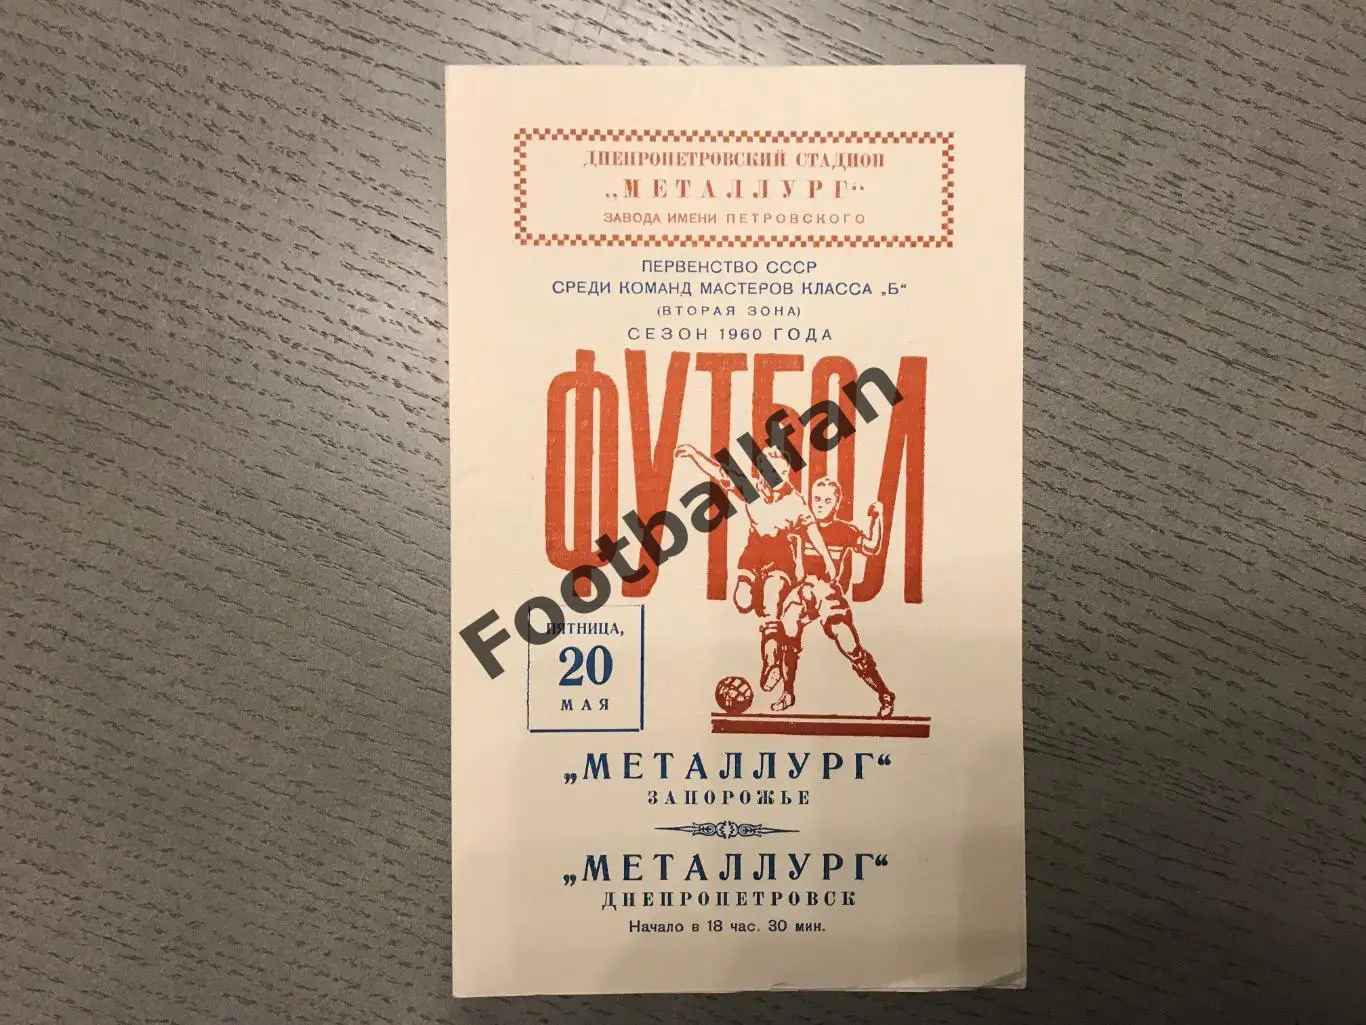 ДНЕПРОПЕТРОВСКИЙ СТАДИОН
„МЕТАЛЛУРГ“
ЗАВОДА ИМЕНИ ПЕТРОВСКОГО
ПЕРВЕНСТВО СССР
СРЕДИ КОМАНД МАСТЕРОВ КЛАССА „Б“
(ВТОРАЯ ЗОНА)
СЕЗОН 1960 ГОДА
ФУТБОЛ
Footballfan
ПЯТНИЦА,
20
МАЯ
„МЕТАЛЛУРГ“
ЗАПОРОЖЬЕ
„МЕТАЛЛУРГ“
ДНЕПРОПЕТРОВСК
Начало в 18 час. 30 мин.